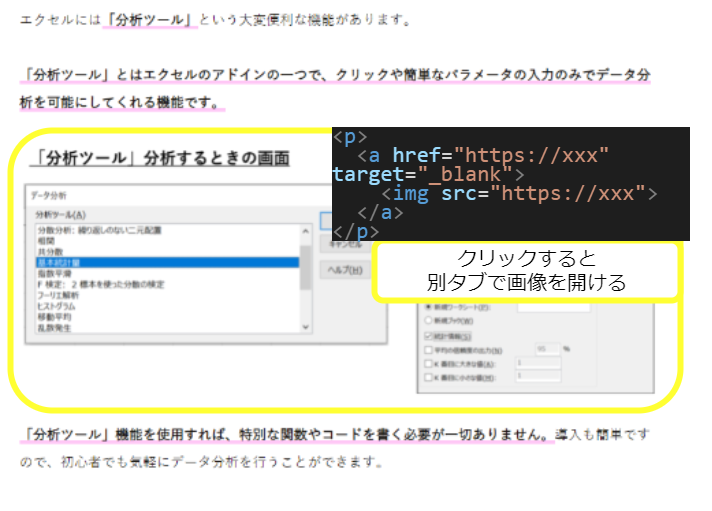 エクセルには「分析ツール」という大変便利な機能があります。
「分析ツール」とはエクセルのアドインの一つで、クリックや簡単なパラメータの入力のみでデータ分
析を可能にしてくれる機能です。
「分析ツール」分析するときの画面
<p>
<a href="https://xxx"
target="_blank">
<img src="https://xxx">
</a>
</p>
データ分析
分析ツール(A)
分散分析: 繰り返しのない二元配置
相関
共分散
基本統計量
指数平滑
F 検定: 2 標本を使った分散の検定
フーリエ解析
ヒストグラム
移動平均
乱数発生
キャンセル
ヘルプ(H)
クリックすると
別タブで画像を開ける
新規ワークシート(P):
新規ブック(W)
統計情報(S)
平均の信頼度の出力(N) 95 %
K 番目に大きな値(A): 1
K 番目に小さな値(M): 1
「分析ツール」機能を使用すれば、特別な関数やコードを書く必要が一切ありません。導入も簡単です
ので、初心者でも気軽にデータ分析を行うことができます。